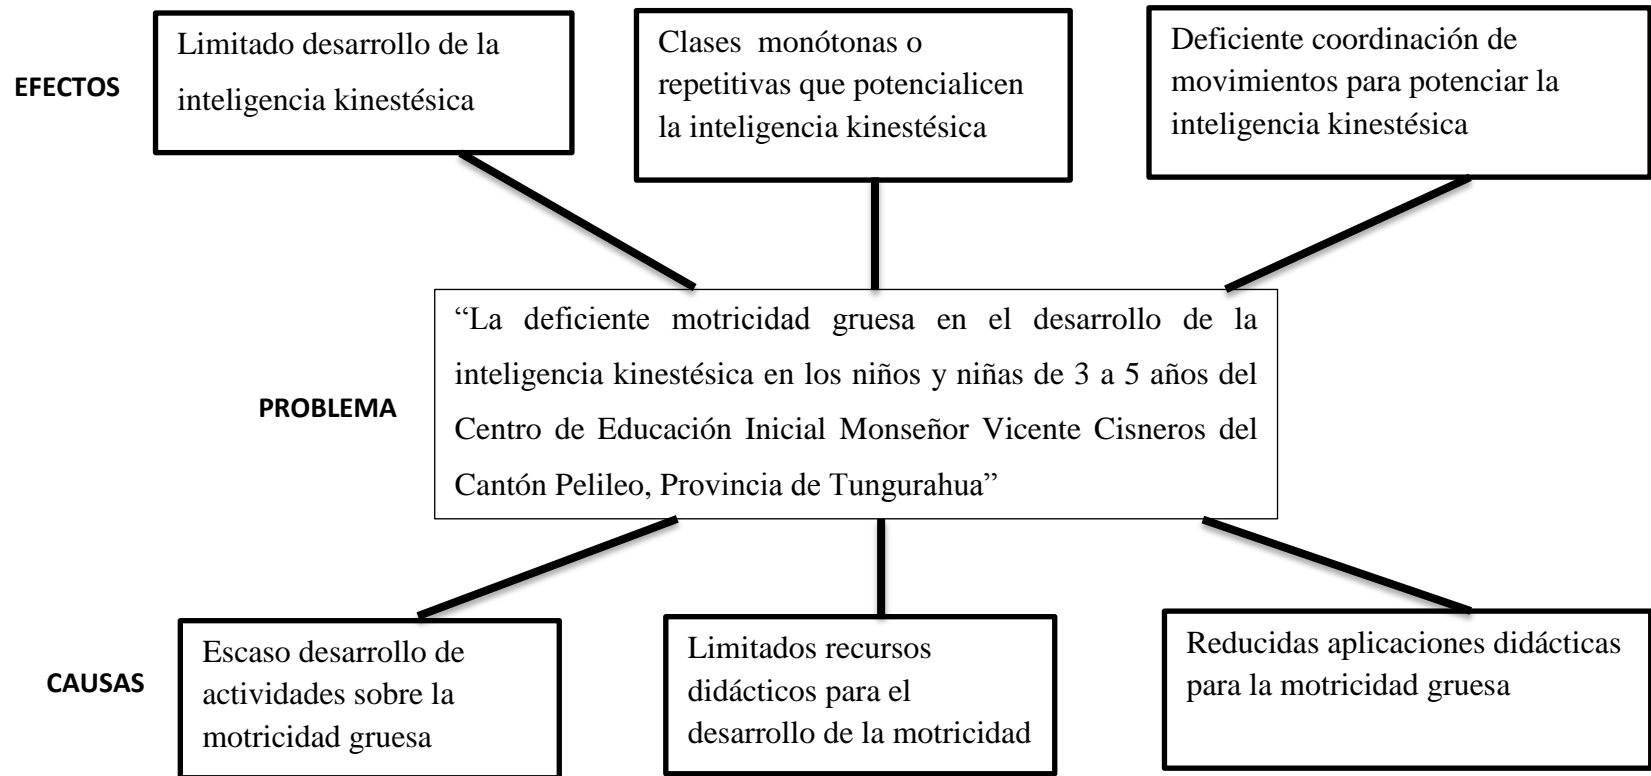 EFECTOS
Limitado desarrollo de la
inteligencia kinestésica
Clases monótonas o
repetitivas que potencialicen
la inteligencia kinestésica
Deficiente coordinación de
movimientos para potenciar la
inteligencia kinestésica
PROBLEMA
“La deficiente motricidad gruesa en el desarrollo de la
inteligencia kinestésica en los niños y niñas de 3 a 5 años del
Centro de Educación Inicial Monseñor Vicente Cisneros del
Cantón Pelileo, Provincia de Tungurahua”
CAUSAS
Escaso desarrollo de
actividades sobre la
motricidad gruesa
Limitados recursos
didácticos para el
desarrollo de la motricidad
Reducidas aplicaciones didácticas
para la motricidad gruesa